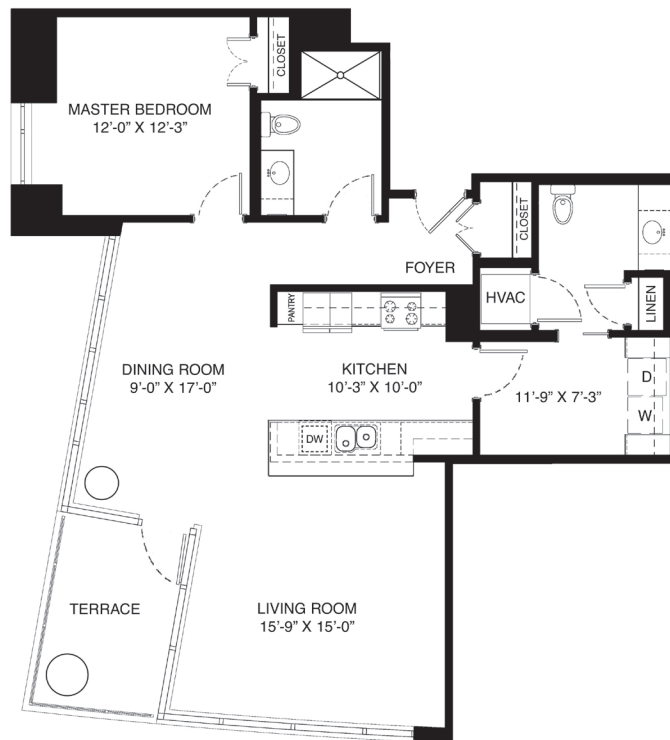 CLOSET
MASTER BEDROOM
12'-0" X 12'-3"
CLOSET
FOYER
HVAC
LINEN
PANTRY
DINING ROOM
9'-0" X 17'-0"
KITCHEN
10'-3" X 10'-0"
D
11'-9" X 7'-3"
W
DW
TERRACE
LIVING ROOM
15'-9" X 15'-0"